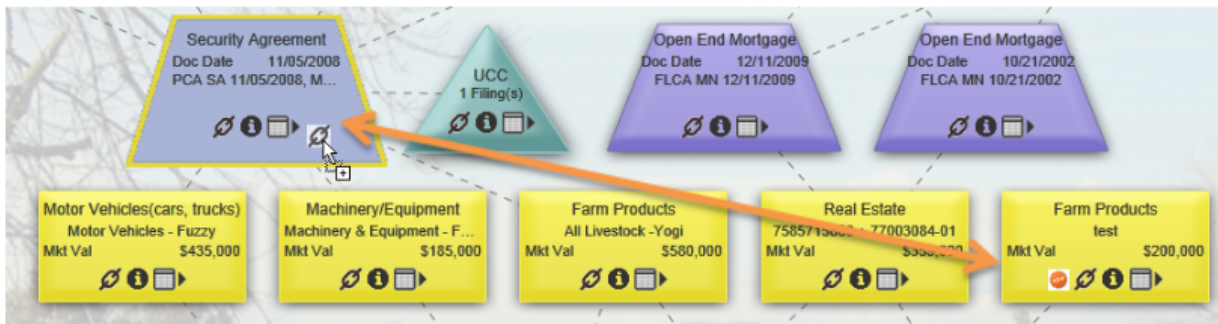 Security Agreement
Doc Date 11/05/2008
PCA SA 11/05/2008, M...
UCC
1 Filing(s)
Open End Mortgage
Doc Date 12/11/2009
FLCA MN 12/11/2009
Open End Mortgage
Doc Date 10/21/2002
FLCA MN 10/21/2002
Motor Vehicles(cars, trucks)
Motor Vehicles - Fuzzy
Mkt Val $435,000
Machinery/Equipment
Machinery & Equipment - F...
Mkt Val $185,000
Farm Products
All Livestock -Yogi
Mkt Val $580,000
Real Estate
77003084-01
Mkt Val
Farm Products
test
Mkt Val $200,000